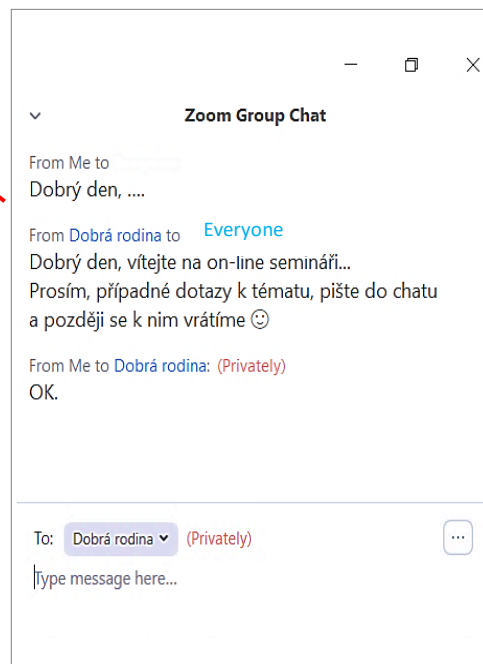 Zoom Group Chat
From Me to
Dobrý den, ....
From Dobrá rodina to Everyone
Dobrý den, vítejte na on-line semináři...
Prosím, případné dotazy k tématu, pište do chatu
a později se k nim vrátíme ☺
From Me to Dobrá rodina: (Privately)
OK.
To: Dobrá rodina (Privately)
Type message here...